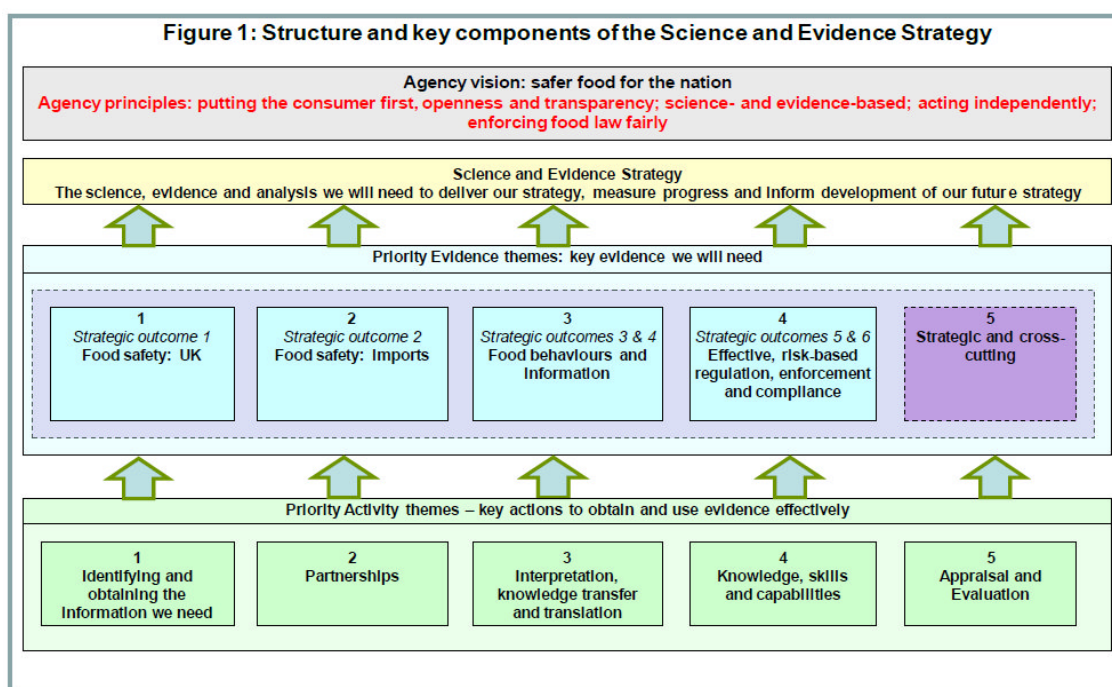 Figure 1: Structure and key components of the Science and Evidence Strategy
Agency vision: safer food for the nation
Agency principles: putting the consumer first, openness and transparency; science- and evidence-based; acting independently;
enforcing food law fairly
Science and Evidence Strategy
The science, evidence and analysis we will need to deliver our strategy, measure progress and inform development of our future strategy
Priority Evidence themes: key evidence we will need
1
Strategic outcome 1
Food safety: UK
2
Strategic outcome 2
Food safety: Imports
3
Strategic outcomes 3 & 4
Food behaviours and
information
4
Strategic outcomes 5 & 6
Effective, risk-based
regulation, enforcement
and compliance
5
Strategic and cross-
cutting
Priority Activity themes – key actions to obtain and use evidence effectively
1
Identifying and
obtaining the
information we need
2
Partnerships
3
Interpretation,
knowledge transfer
and translation
4
Knowledge, skills
and capabilities
5
Appraisal and
Evaluation